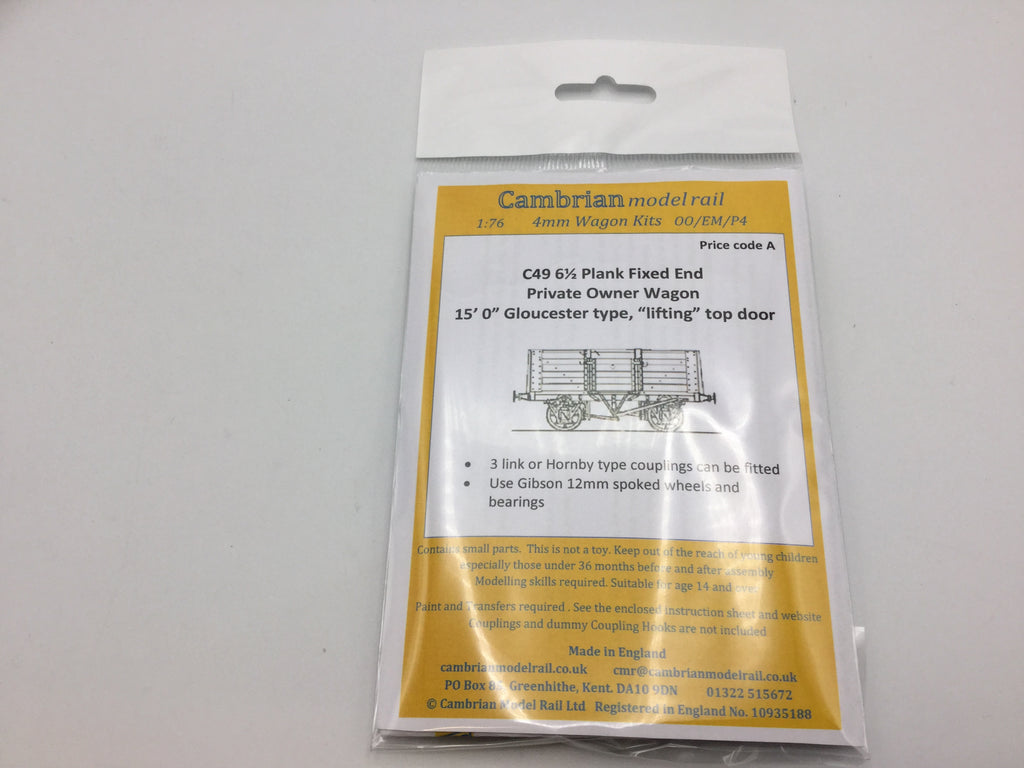 Cambrian model rail
1:76 4mm Wagon Kits OO/EM/P4
Price code A
C49 6½ Plank Fixed End
Private Owner Wagon
15’ 0” Gloucester type, “lifting” top door
• 3 link or Hornby type couplings can be fitted
• Use Gibson 12mm spoked wheels and
bearings
Contains small parts. This is not a toy. Keep out of the reach of young children
especially those under 36 months before and after assembly
Modelling skills required. Suitable for age 14 and over
Paint and Transfers required . See the enclosed instruction sheet and website
Couplings and dummy Coupling Hooks are not included
Made in England
cambrianmodelrail.co.uk cmr@cambrianmodelrail.co.uk
PO Box 85, Greenhithe, Kent. DA10 9DN 01322 515672
© Cambrian Model Rail Ltd Registered in England No. 10935188